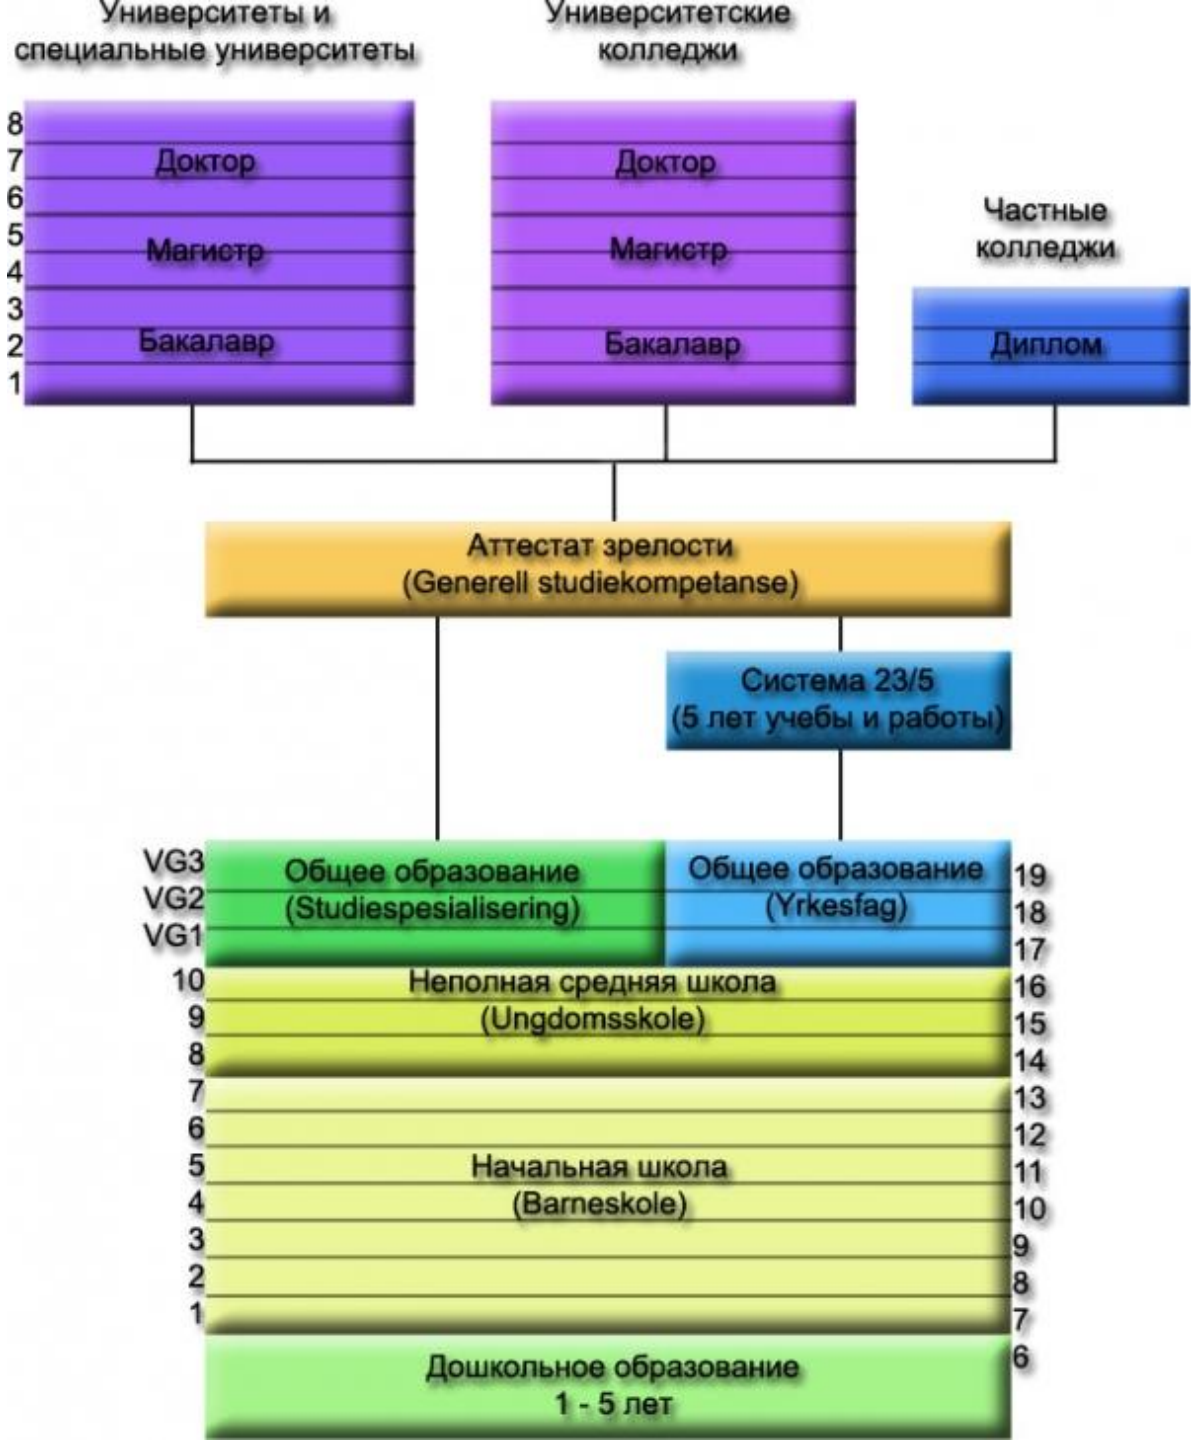 Университеты и
специальные университеты
Университетские
колледжи
8
7
6
5
4
3
2
1
Доктор
Магистр
Бакалавр
Доктор
Магистр
Бакалавр
Частные
колледжи
Диплом
Аттестат зрелости
(Generell studiekompetanse)
Система 23/5
(5 лет учебы и работы)
VG3
VG2
VG1
Общее образование
(Studiespesialisering)
Общее образование
(Yrkesfag)
19
18
17
10
9
8
Неполная средняя школа
(Ungdomsskole)
16
15
14
7
6
5
4
3
2
1
Начальная школа
(Barneskole)
13
12
11
10
9
8
7
6
Дошкольное образование
1 - 5 лет